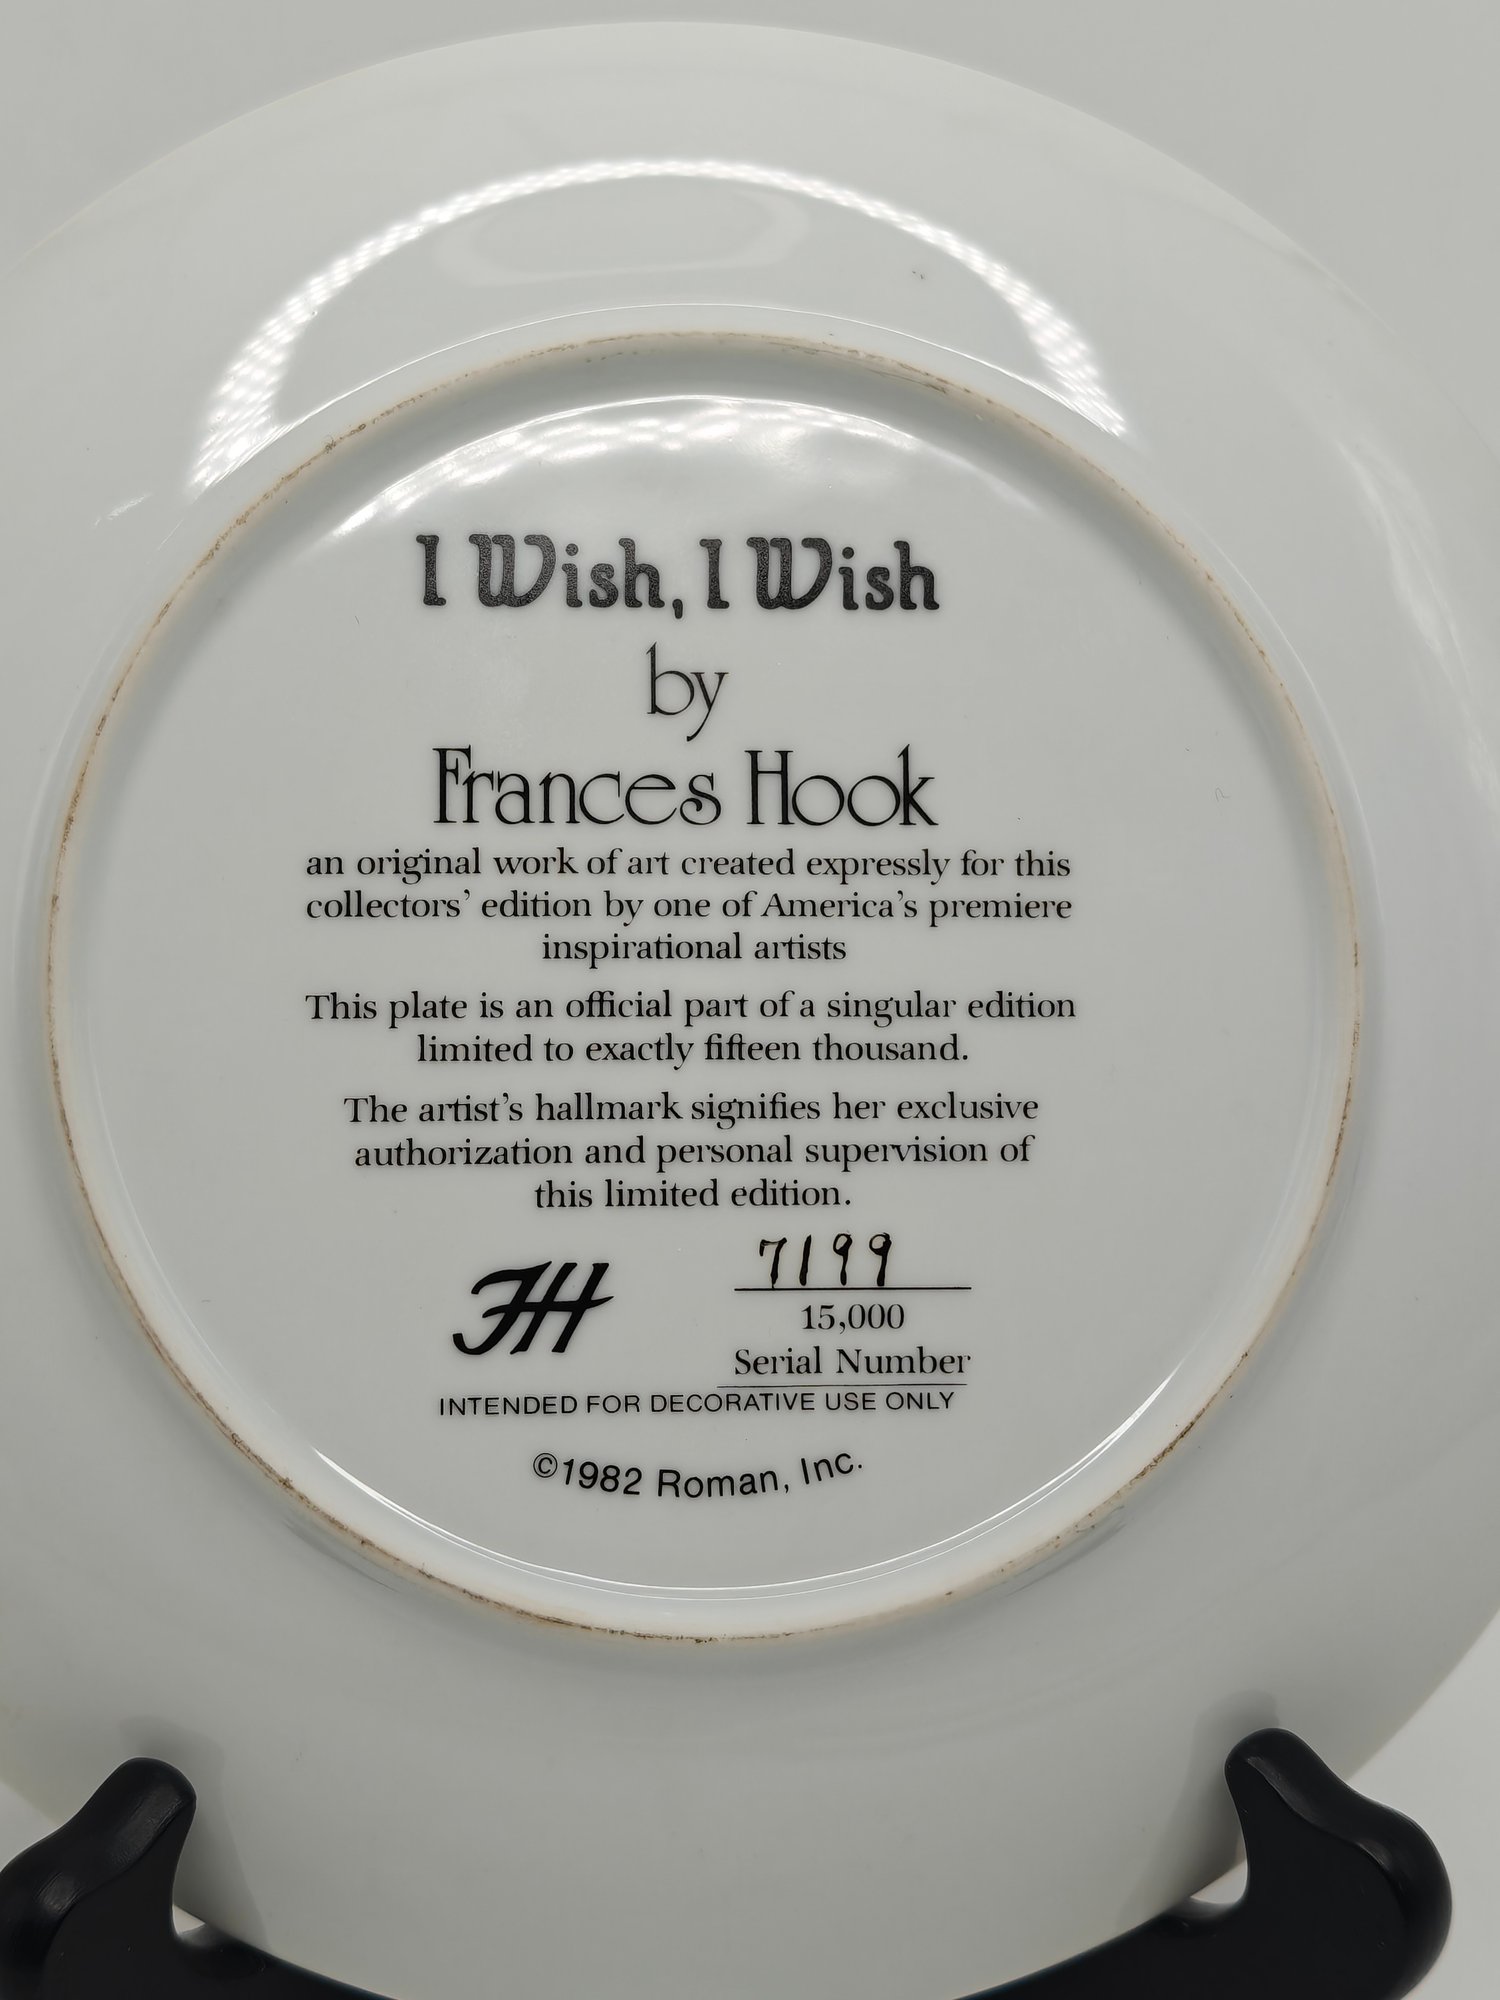 I Wish, I Wish
by
Frances Hook
an original work of art created expressly for this
collectors' edition by one of America's premiere
inspirational artists
This plate is an official part of a singular edition
limited to exactly fifteen thousand.
The artist's hallmark signifies her exclusive
authorization and personal supervision of
this limited edition.
FH
7199
15,000
Serial Number
INTENDED FOR DECORATIVE USE ONLY
©1982 Roman, Inc.